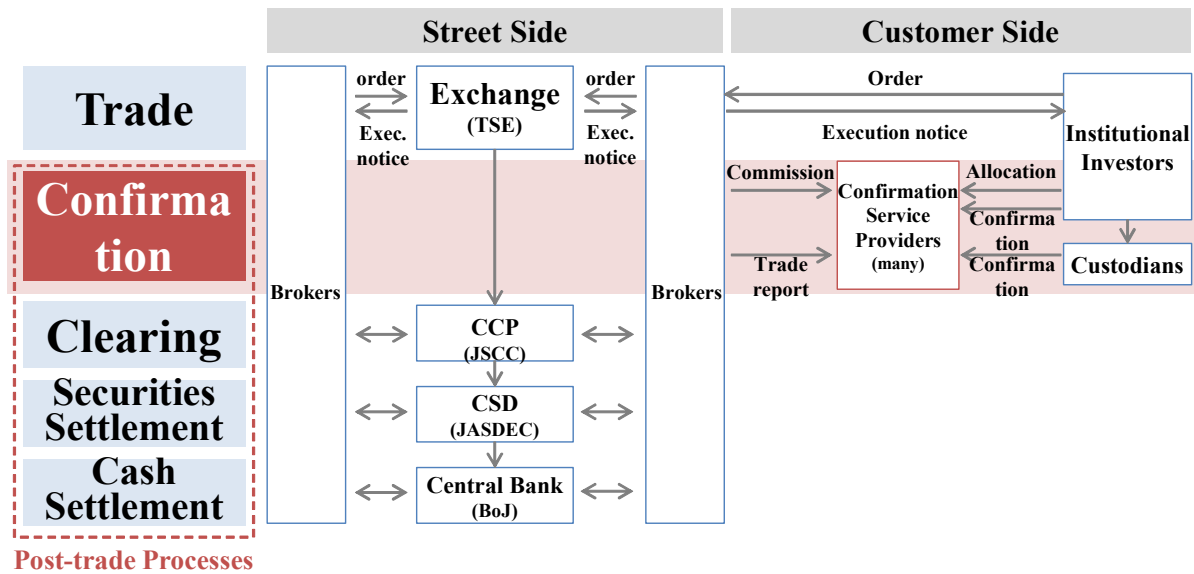 Street Side
Customer Side
Trade
Confirma
tion
Clearing
Securities
Settlement
Cash
Settlement
Post-trade Processes
Brokers
order
Exec.
notice
Exchange
(TSE)
order
Exec.
notice
CCP
(JSCC)
CSD
(JASDEC)
Central Bank
(BoJ)
Brokers
Order
Execution notice
Commission
Trade
report
Confirmation
Service
Providers
(many)
Allocation
Confirma
tion
Confirma
tion
Institutional
Investors
Custodians